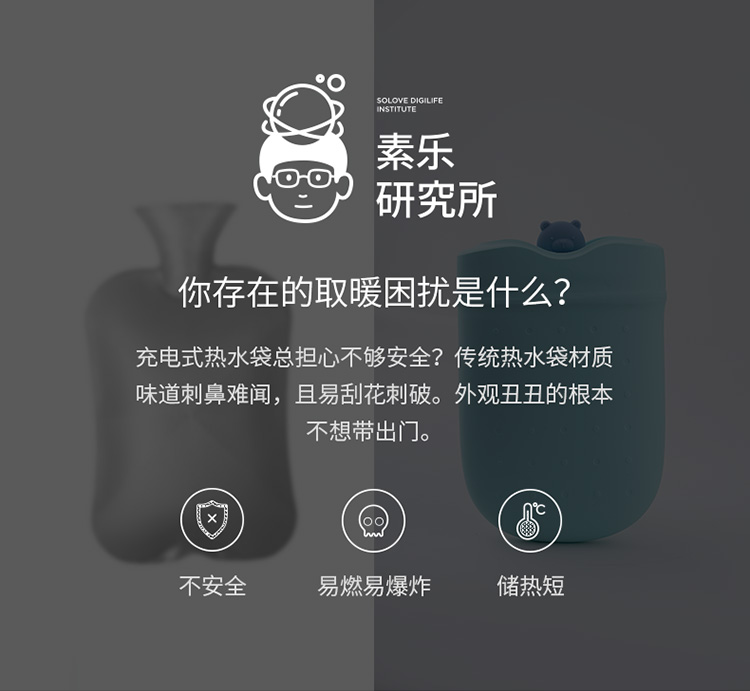 SOLOVE DIGILIFE
INSTITUTE
素乐
研究所
你存在的取暖困扰是什么？
充电式热水袋总担心不够安全？传统热水袋材质
味道刺鼻难闻，且易刮花刺破。外观丑丑的根本
不想带出门。
℃
不安全
易燃易爆炸
储热短